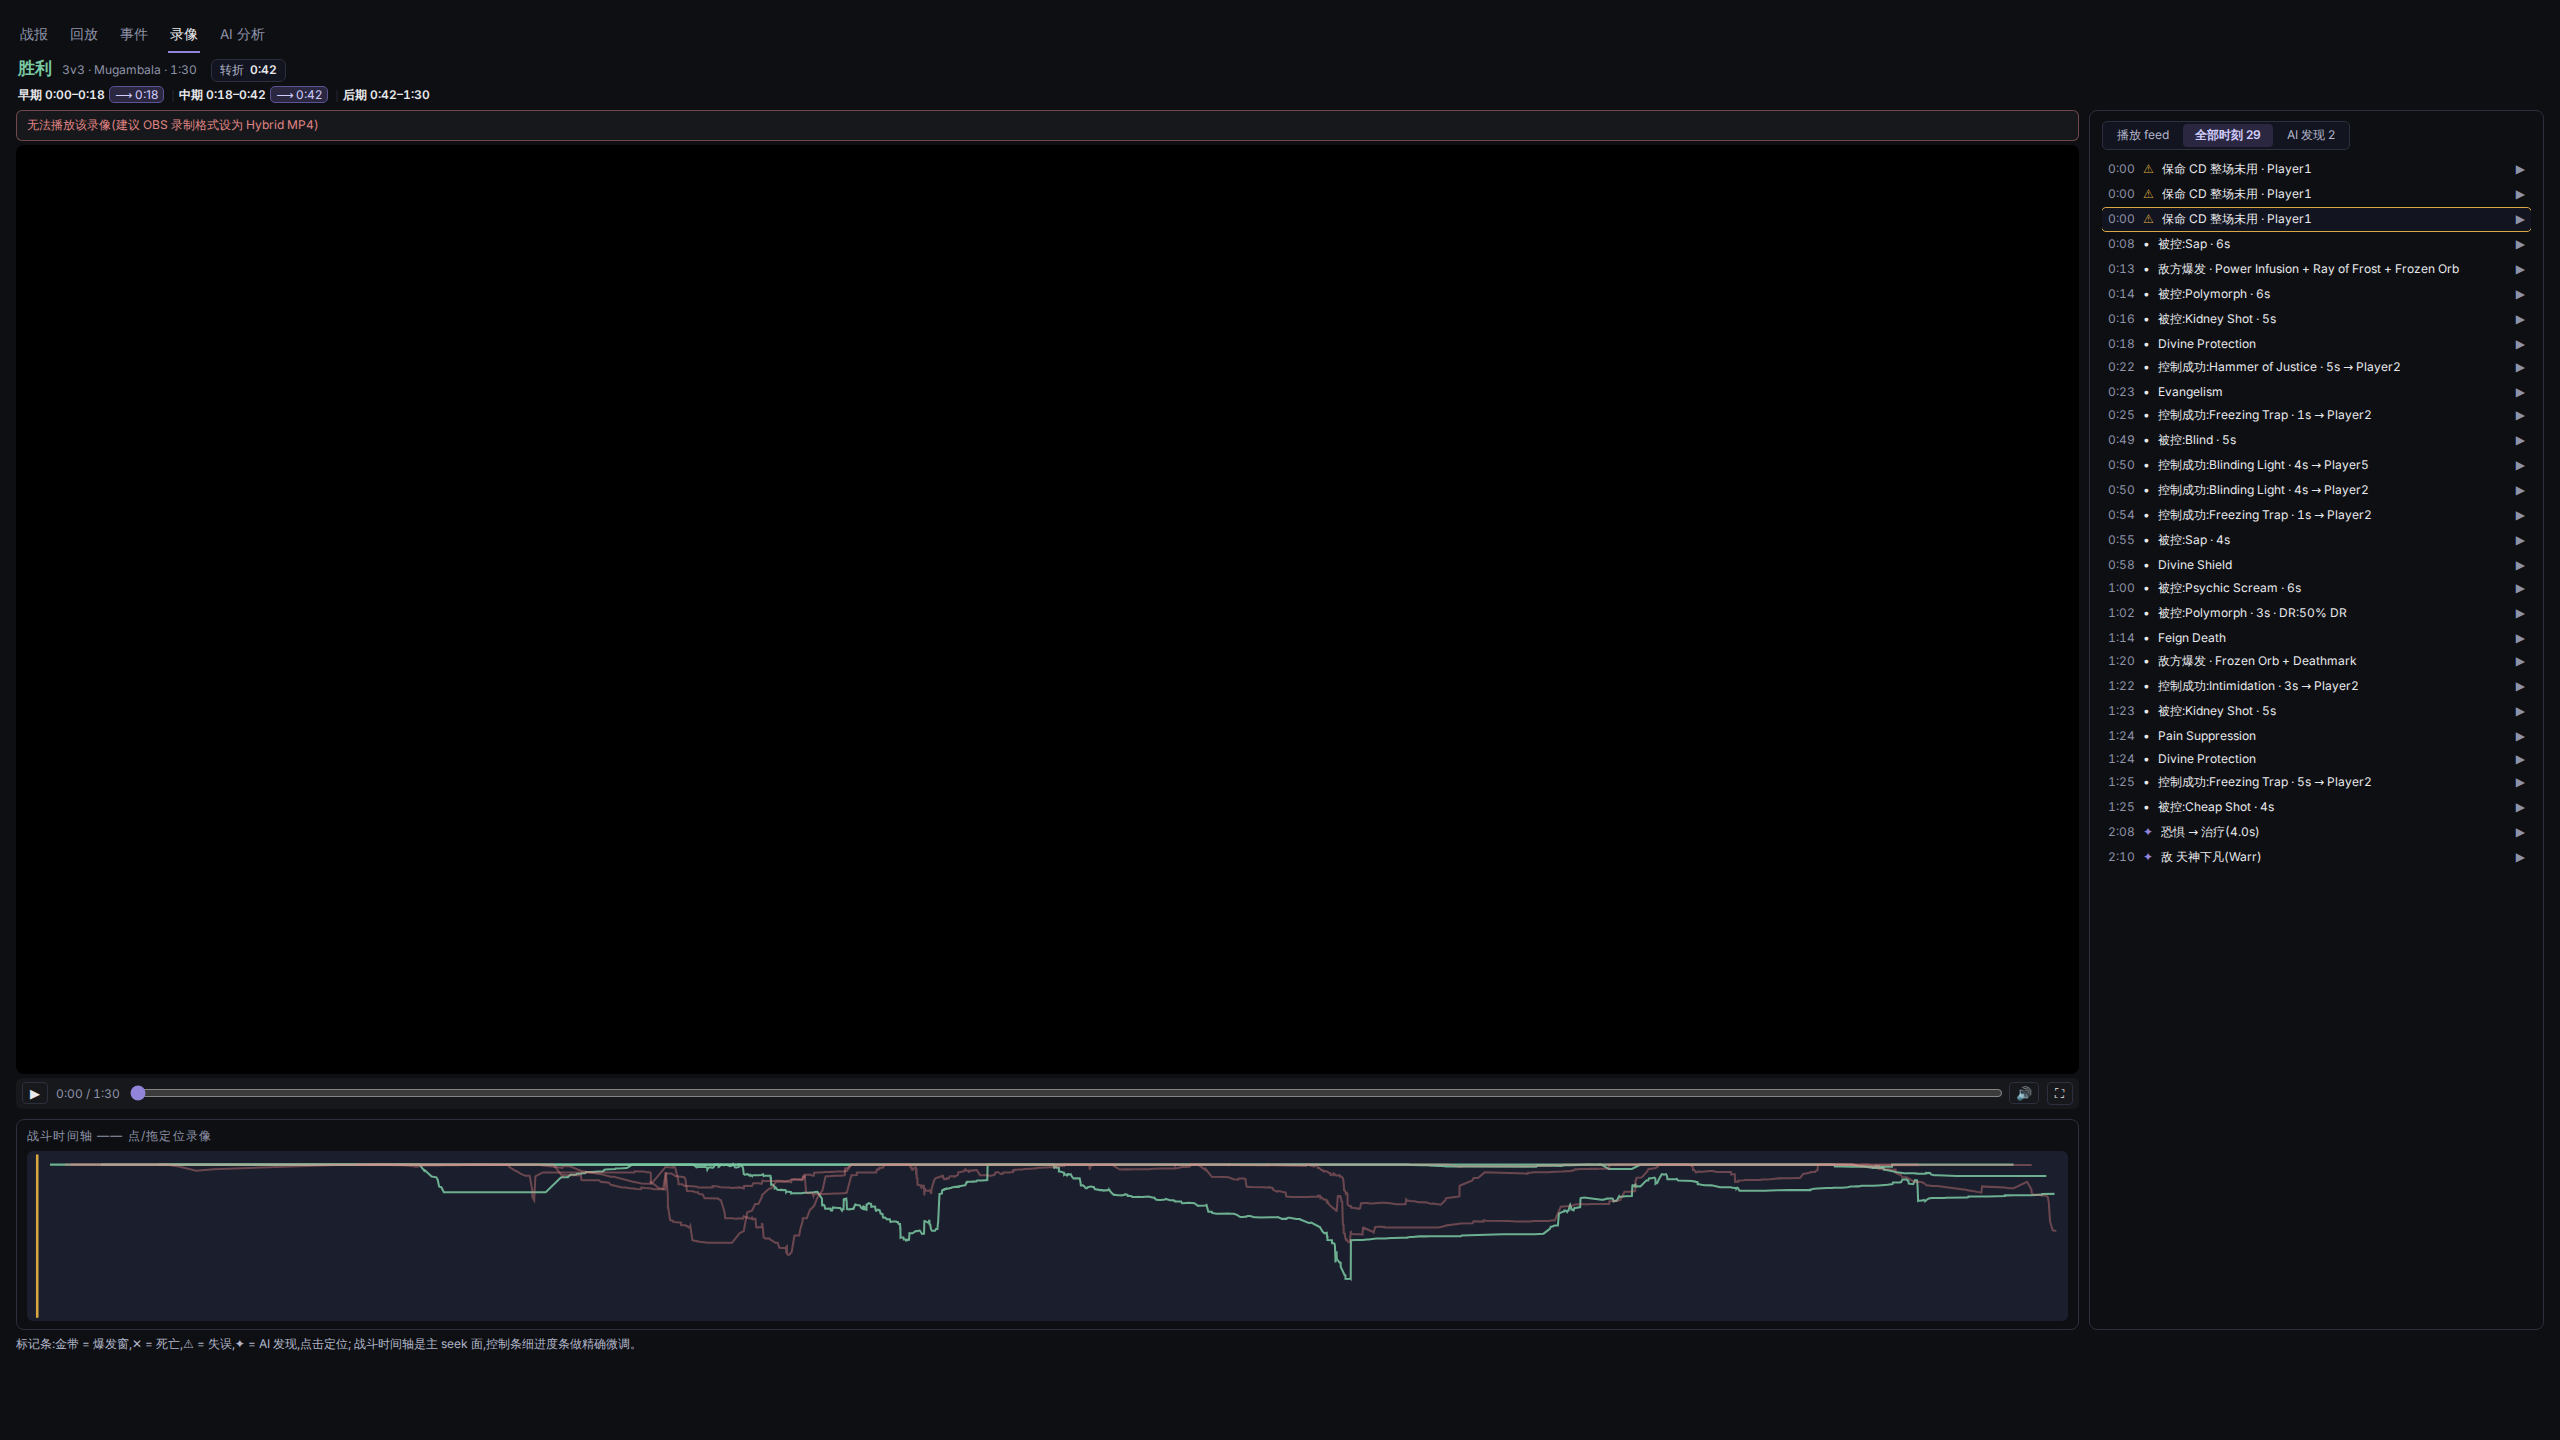 战报 回放 事件 录像 AI 分析
胜利 3v3 · Mugambala · 1:30 转折 0:42
早期 0:00–0:18 ⟶ 0:18 中期 0:18–0:42 ⟶ 0:42 后期 0:42–1:30
无法播放该录像(建议 OBS 录制格式设为 Hybrid MP4)
播放 feed 全部时刻 29 AI 发现 2
0:00 ⚠ 保命 CD 整场未用 · Player1 ▶
0:00 ⚠ 保命 CD 整场未用 · Player1 ▶
0:00 ⚠ 保命 CD 整场未用 · Player1 ▶
0:08 • 被控:Sap · 6s ▶
0:13 • 敌方爆发 · Power Infusion + Ray of Frost + Frozen Orb ▶
0:14 • 被控:Polymorph · 6s ▶
0:16 • 被控:Kidney Shot · 5s ▶
0:18 • Divine Protection ▶
0:22 • 控制成功:Hammer of Justice · 5s → Player2 ▶
0:23 • Evangelism ▶
0:25 • 控制成功:Freezing Trap · 1s → Player2 ▶
0:49 • 被控:Blind · 5s ▶
0:50 • 控制成功:Blinding Light · 4s → Player5 ▶
0:50 • 控制成功:Blinding Light · 4s → Player2 ▶
0:54 • 控制成功:Freezing Trap · 1s → Player2 ▶
0:55 • 被控:Sap · 4s ▶
0:58 • Divine Shield ▶
1:00 • 被控:Psychic Scream · 6s ▶
1:02 • 被控:Polymorph · 3s · DR:50% DR ▶
1:14 • Feign Death ▶
1:20 • 敌方爆发 · Frozen Orb + Deathmark ▶
1:22 • 控制成功:Intimidation · 3s → Player2 ▶
1:23 • 被控:Kidney Shot · 5s ▶
1:24 • Pain Suppression ▶
1:24 • Divine Protection ▶
1:25 • 控制成功:Freezing Trap · 5s → Player2 ▶
1:25 • 被控:Cheap Shot · 4s ▶
2:08 ✦ 恐惧 → 治疗(4.0s) ▶
2:10 ✦ 敌 天神下凡(Warr) ▶
▶ 0:00 / 1:30
战斗时间轴 —— 点/拖定位录像
标记条:金带 = 爆发窗,✕ = 死亡,⚠ = 失误,✦ = AI 发现,点击定位; 战斗时间轴是主 seek 面,控制条细进度条做精确微调。